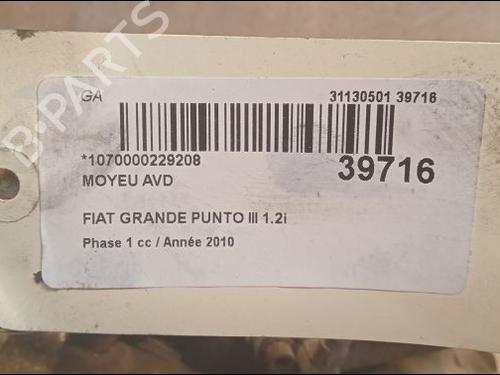 B-PARTS
GA
31130501 39716
*1070000229208
39716
MOYEU AVD
FIAT GRANDE PUNTO III 1.2i
Phase 1 cc / Année 2010